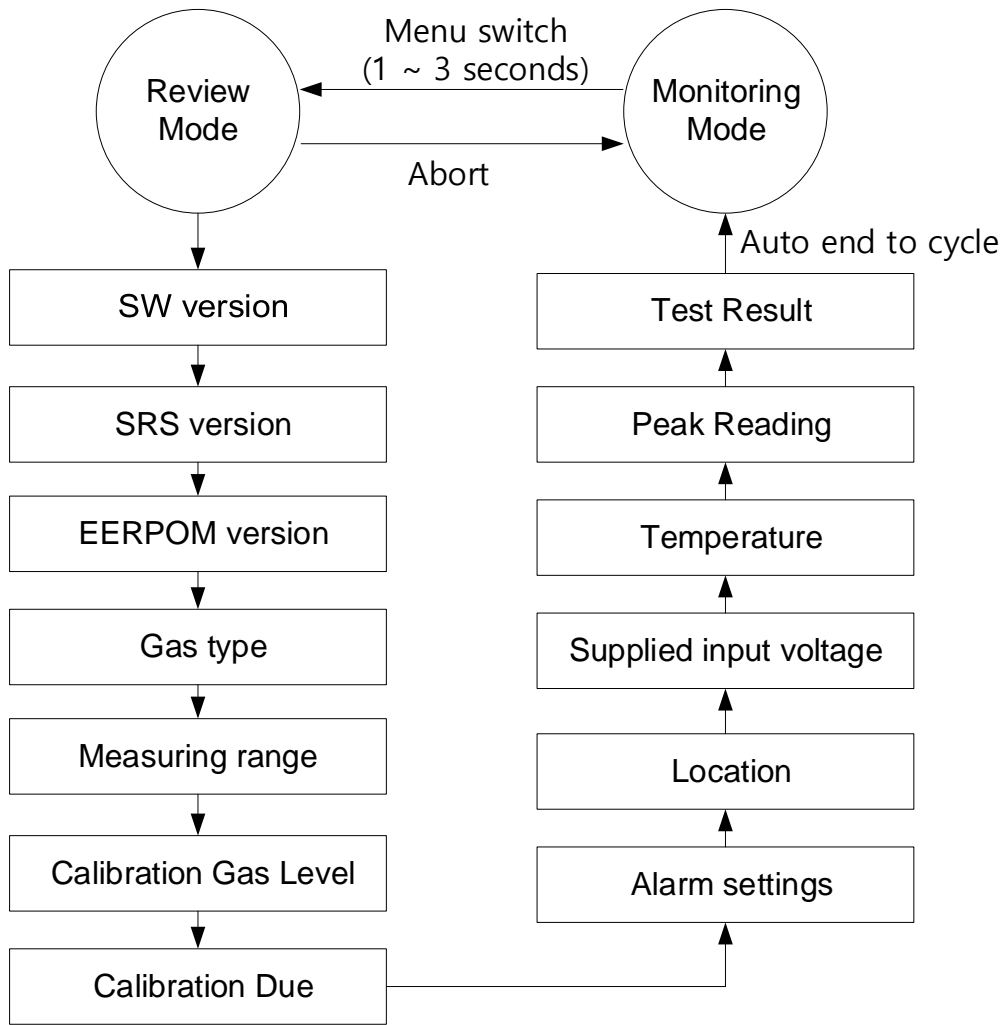 Menu switch
(1 ~ 3 seconds)
Review
Mode
Monitoring
Mode
Abort
Auto end to cycle
SW version
SRS version
EERPOM version
Gas type
Measuring range
Calibration Gas Level
Calibration Due
Test Result
Peak Reading
Temperature
Supplied input voltage
Location
Alarm settings